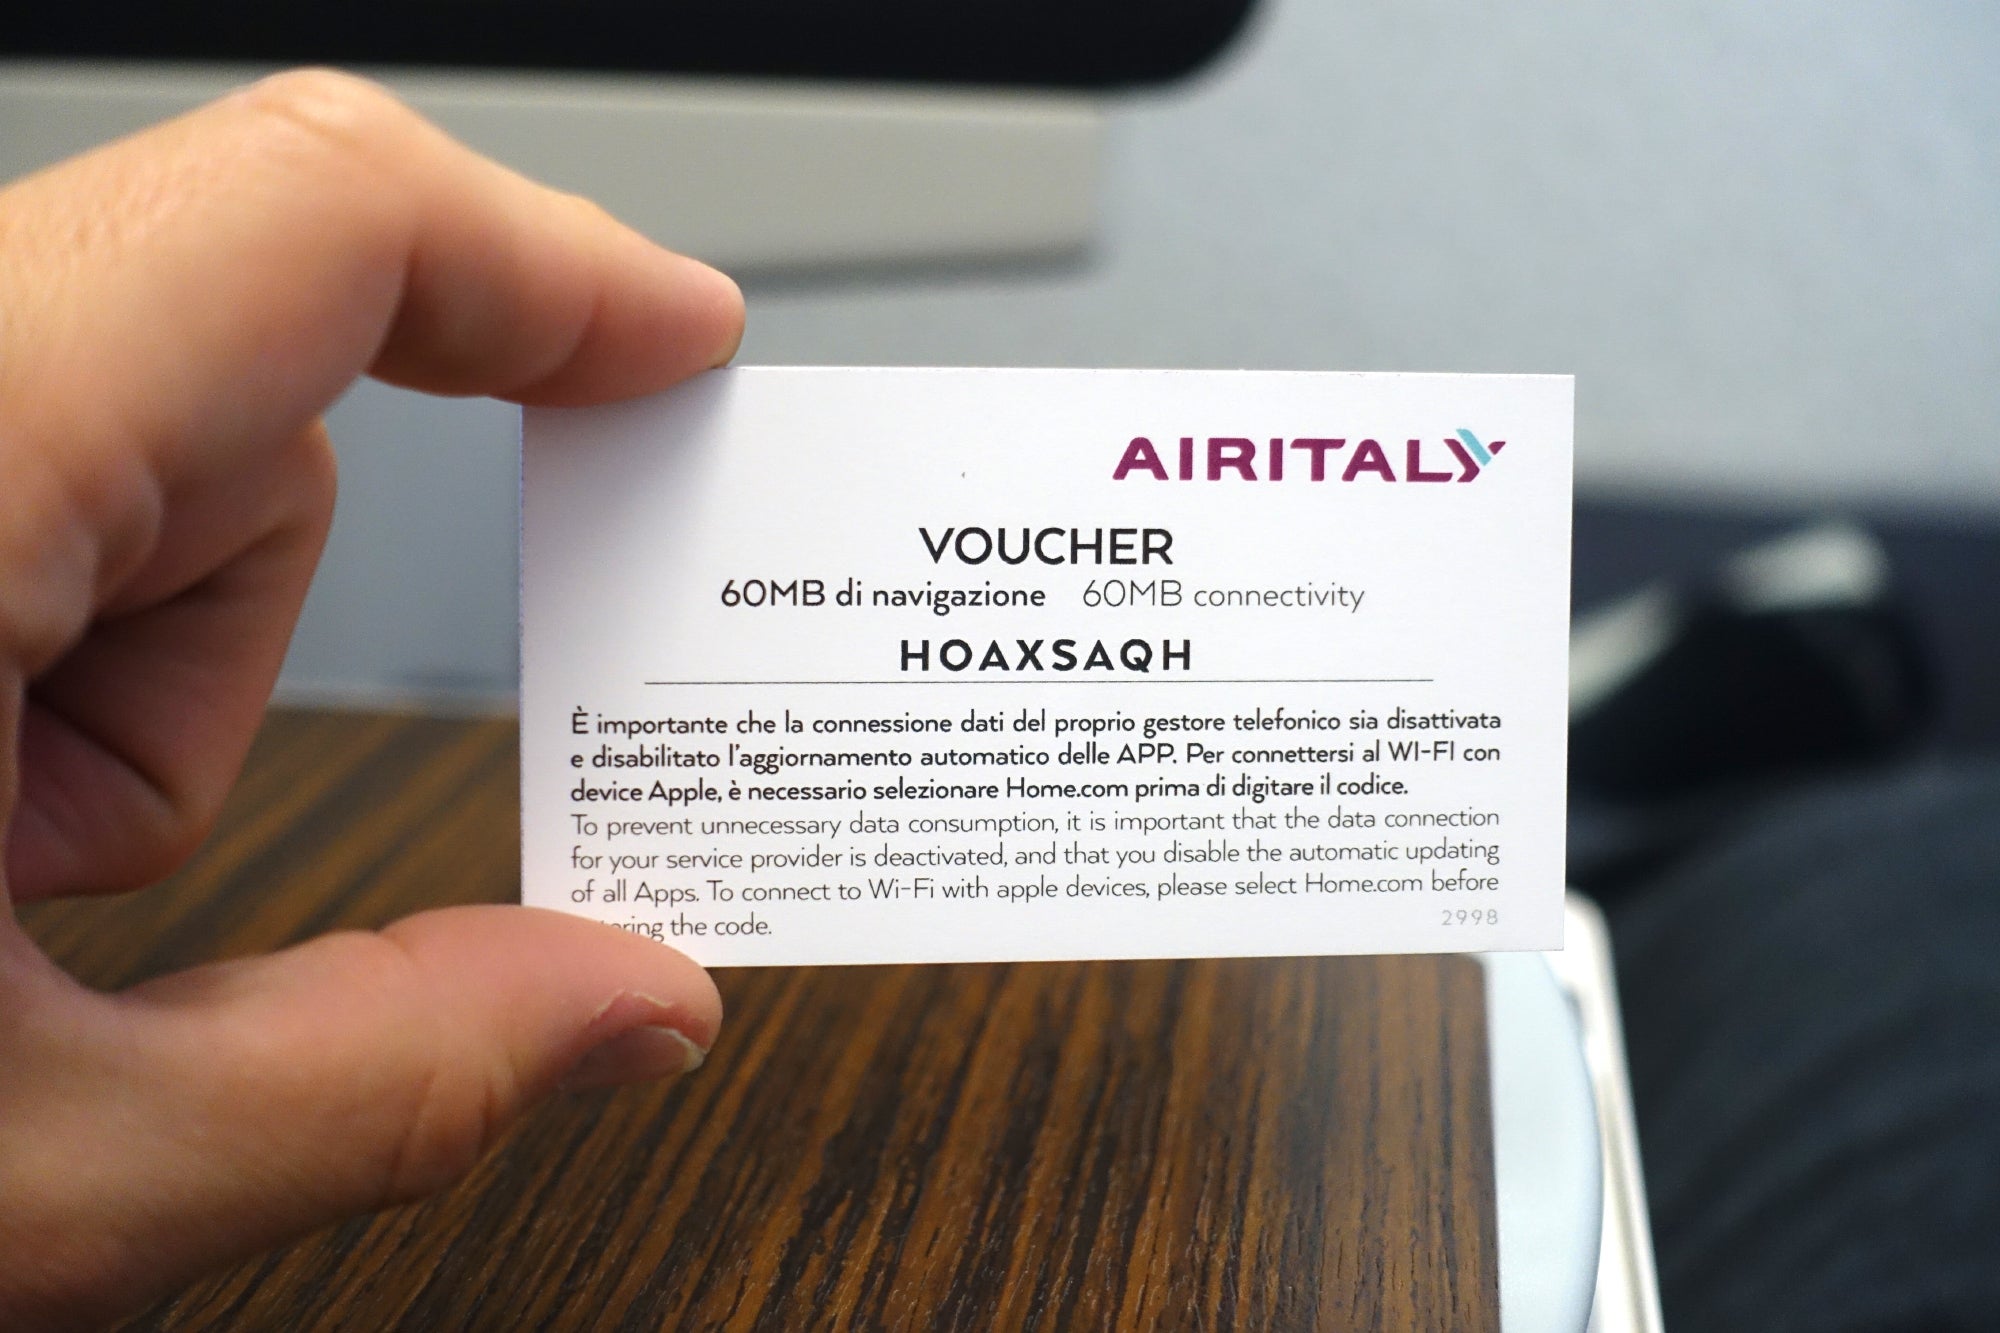 AIRITALY
VOUCHER
60MB di navigazione 60MB connectivity
HOAXSAQH
È importante che la connessione dati del proprio gestore telefonico sia disattivata
e disabilitato l'aggiornamento automatico delle APP. Per connettersi al WI-FI con
device Apple, è necessario selezionare Home.com prima di digitare il codice.
To prevent unnecessary data consumption, it is important that the data connection
for your service provider is deactivated, and that you disable the automatic updating
of all Apps. To connect to Wi-Fi with apple devices, please select Home.com before
the code.
2998